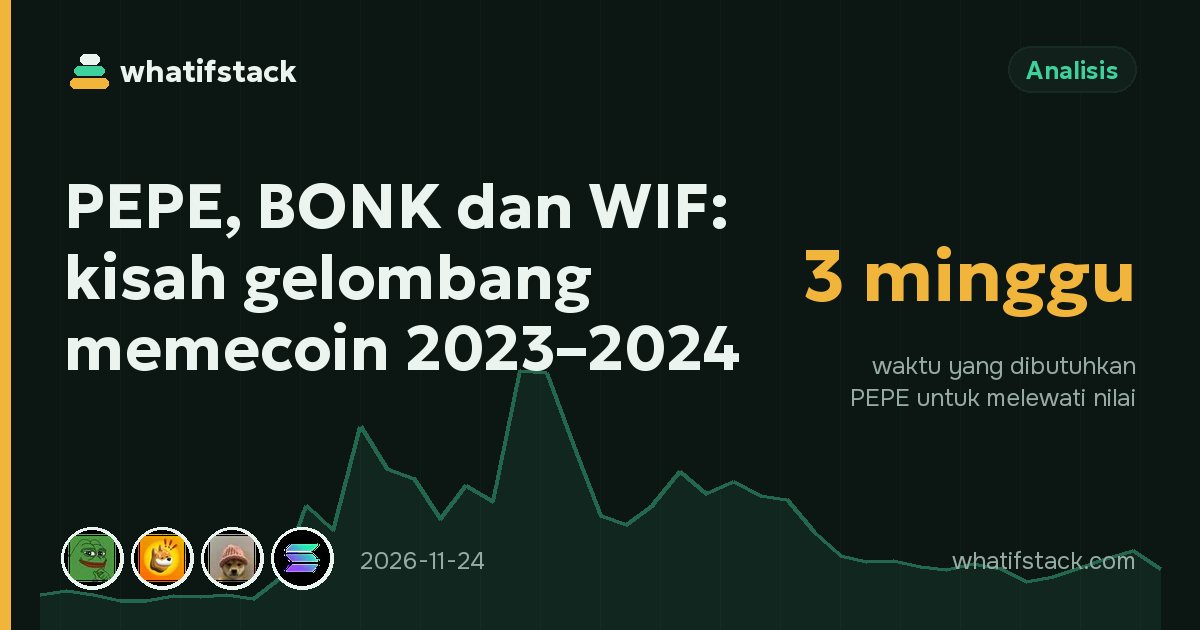 whatifstack
Analisis
PEPE, BONK dan WIF:
kisah gelombang
memecoin 2023–2024
3 minggu
waktu yang dibutuhkan
PEPE untuk melewati nilai
2026-11-24
whatifstack.com